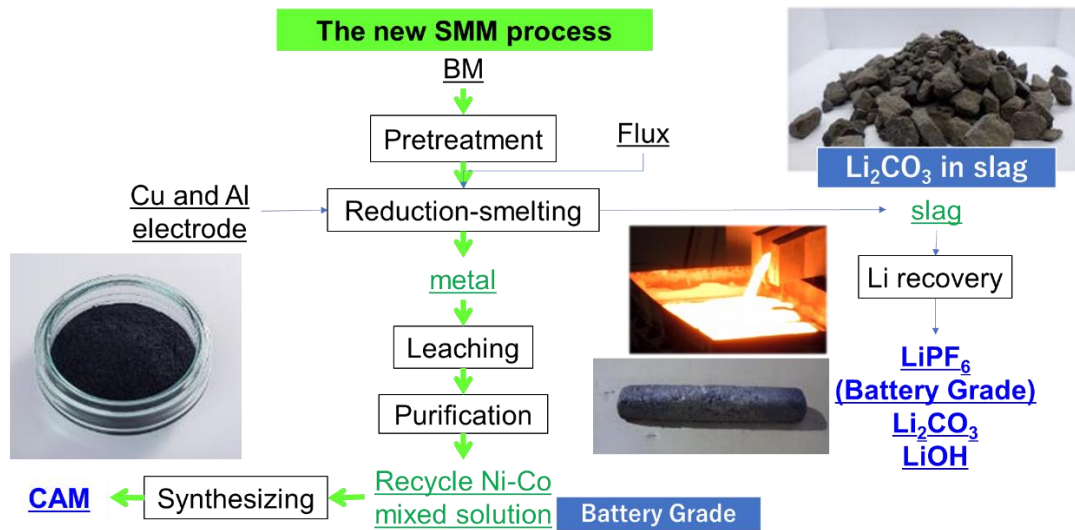 The new SMM process
BM
Pretreatment
Flux
Li₂CO₃ in slag
Cu and Al
electrode
Reduction-smelting
slag
metal
Li recovery
Leaching
LiPF₆
(Battery Grade)
Li₂CO₃
LiOH
Purification
CAM
Synthesizing
Recycle Ni-Co
mixed solution
Battery Grade